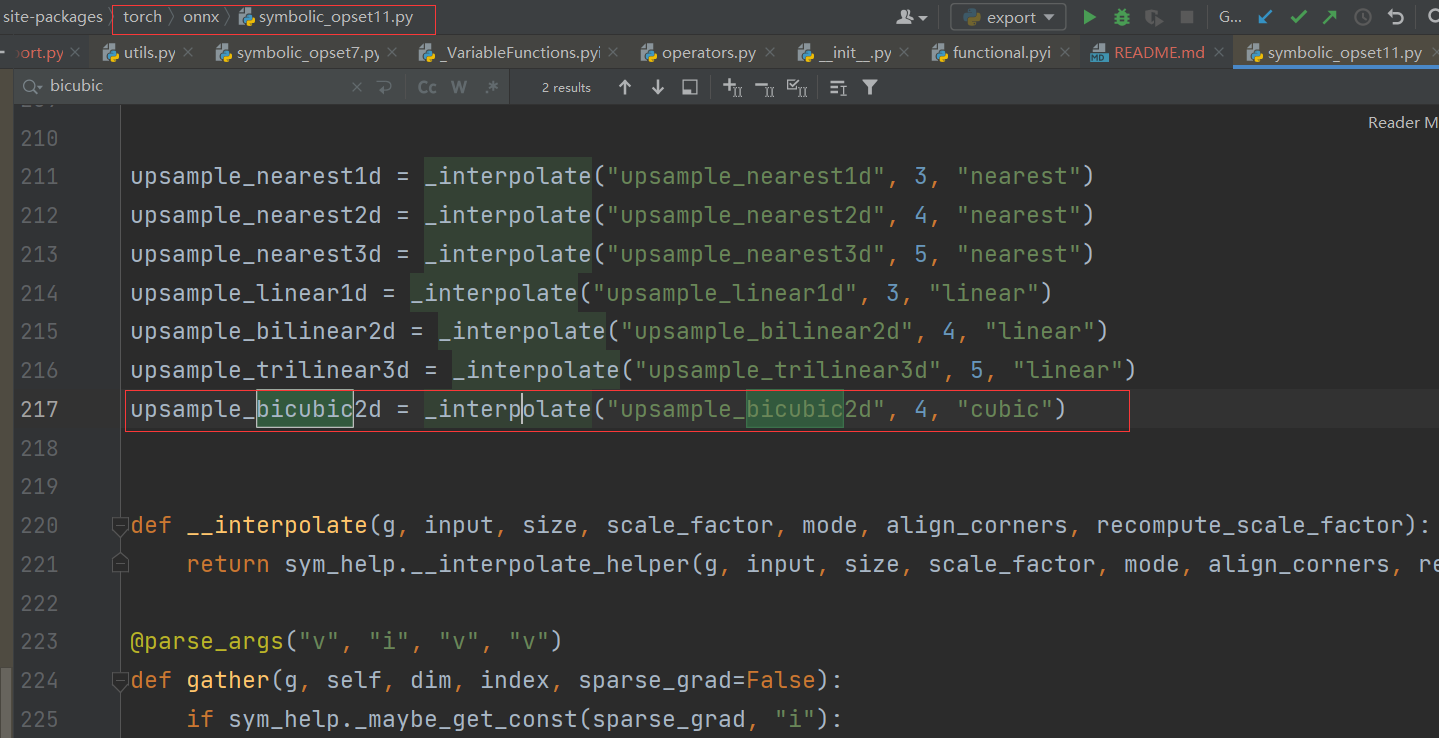 site-packages torch onnx symbolic_opset11.py export G...
ort.py utils.py symbolic_opset7.py _VariableFunctions.pyi operators.py __init__.py functional.pyi README.md symbolic_opset11.py
bicubic Cc W .* 2 results
210 Reader M
211 upsample_nearest1d = _interpolate("upsample_nearest1d", 3, "nearest")
212 upsample_nearest2d = _interpolate("upsample_nearest2d", 4, "nearest")
213 upsample_nearest3d = _interpolate("upsample_nearest3d", 5, "nearest")
214 upsample_linear1d = _interpolate("upsample_linear1d", 3, "linear")
215 upsample_bilinear2d = _interpolate("upsample_bilinear2d", 4, "linear")
216 upsample_trilinear3d = _interpolate("upsample_trilinear3d", 5, "linear")
217 upsample_bicubic2d = _interpolate("upsample_bicubic2d", 4, "cubic")
218
219
220 def __interpolate(g, input, size, scale_factor, mode, align_corners, recompute_scale_factor):
221 return sym_help.__interpolate_helper(g, input, size, scale_factor, mode, align_corners, re
222
223 @parse_args("v", "i", "v", "v")
224 def gather(g, self, dim, index, sparse_grad=False):
225 if sym_help._maybe_get_const(sparse_grad, "i"):